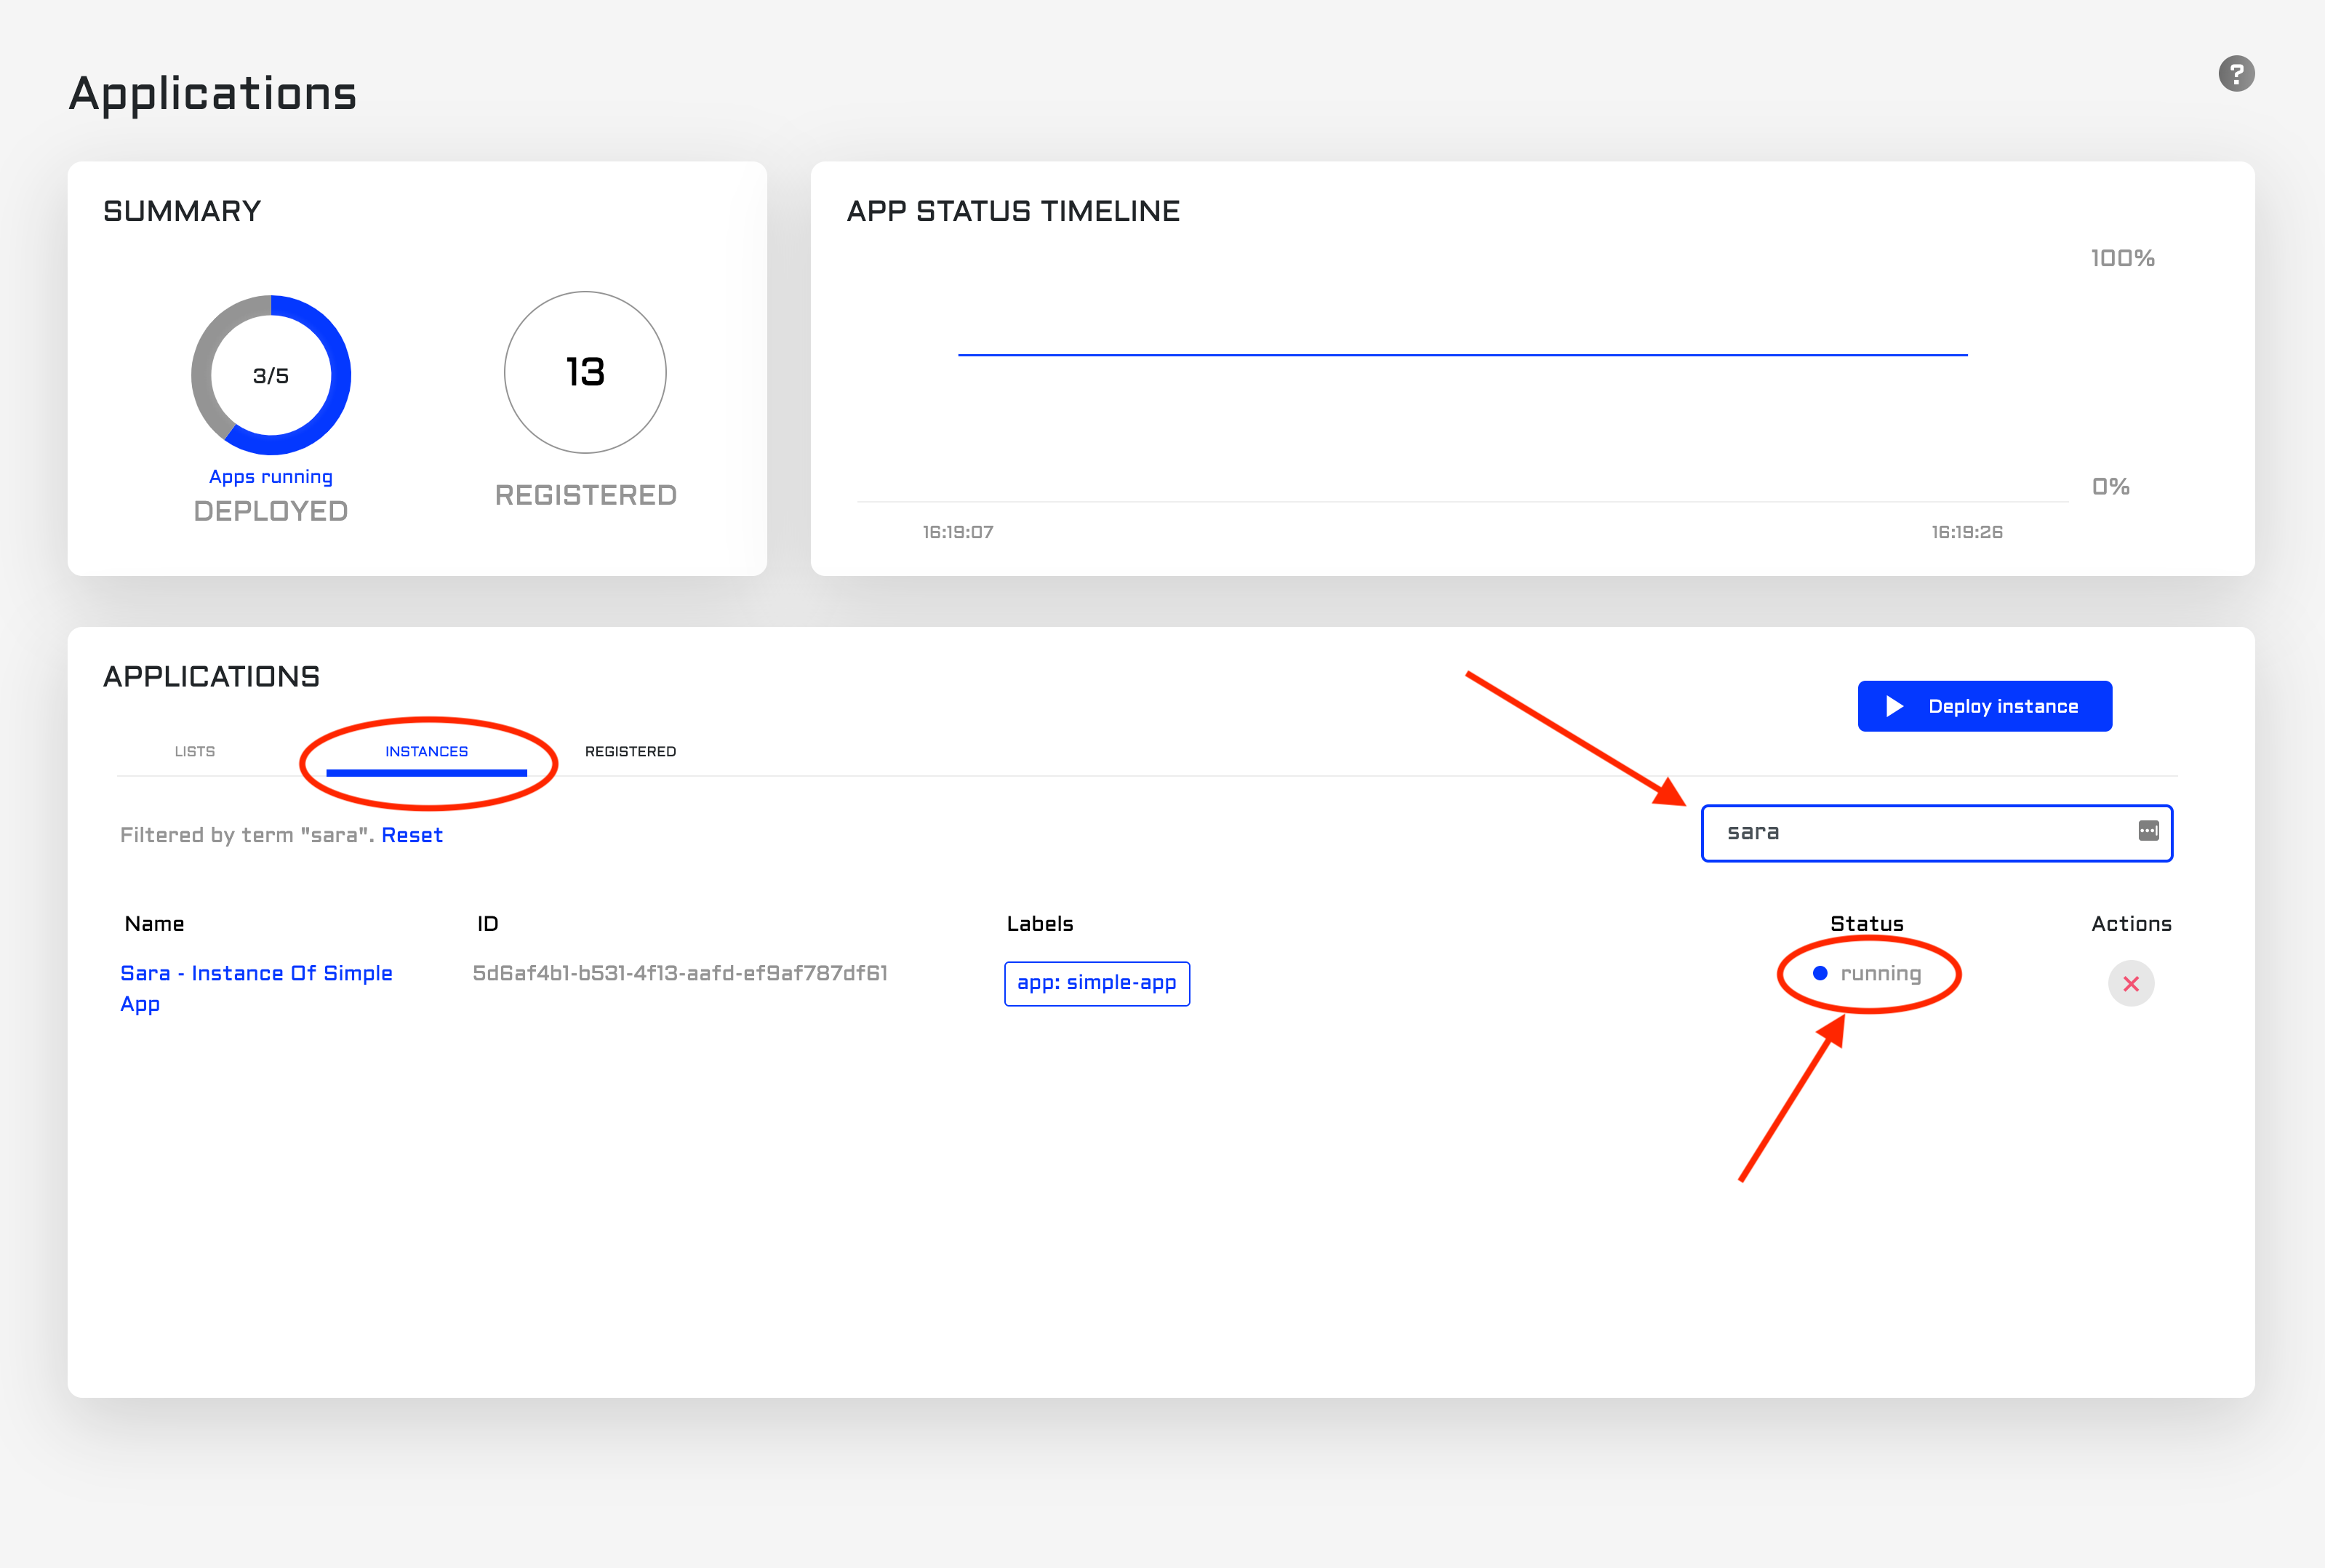 Applications
?
SUMMARY
3/5
Apps running
DEPLOYED
13
REGISTERED
APP STATUS TIMELINE
100%
0%
16:19:07 16:19:26
APPLICATIONS
Deploy instance
LISTS INSTANCES REGISTERED
Filtered by term "sara". Reset
sara
Name ID Labels Status Actions
Sara - Instance Of Simple
App
5d6af4b1-b531-4f13-aafd-ef9af787df61
app: simple-app
running